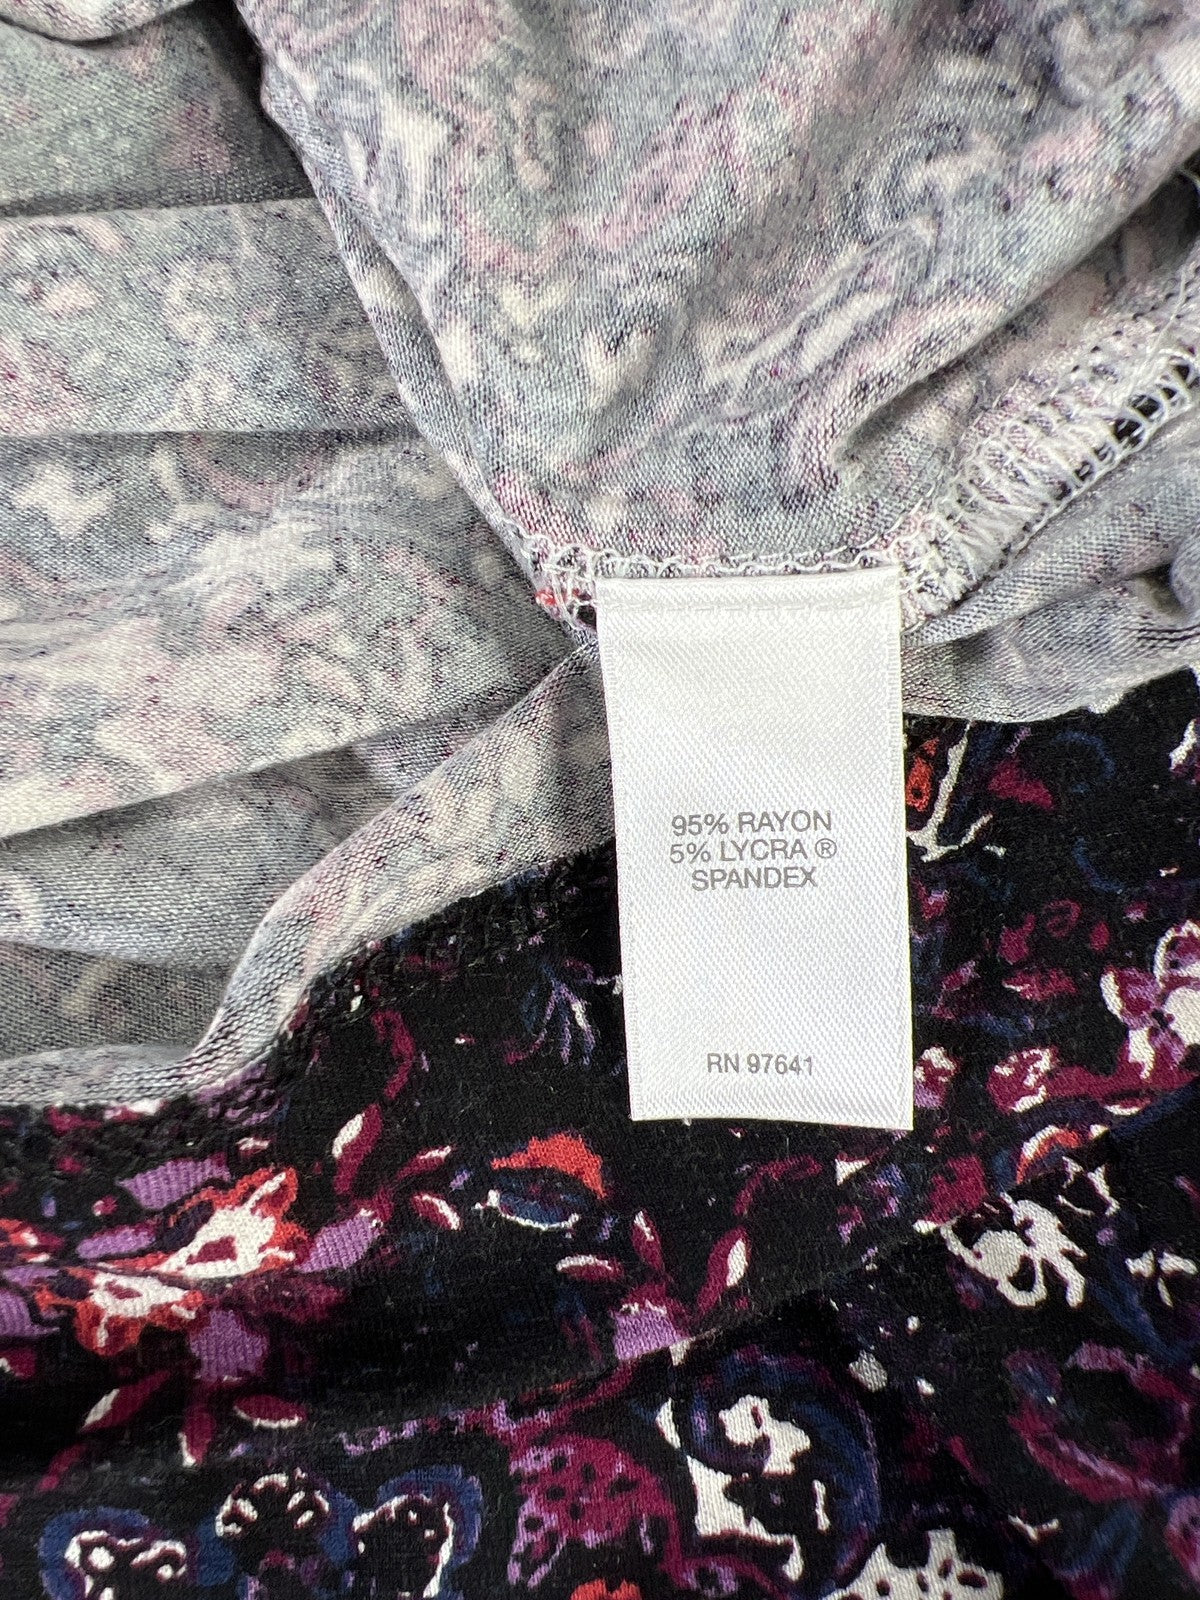 95% RAYON
5% LYCRA ®
SPANDEX
RN 97641